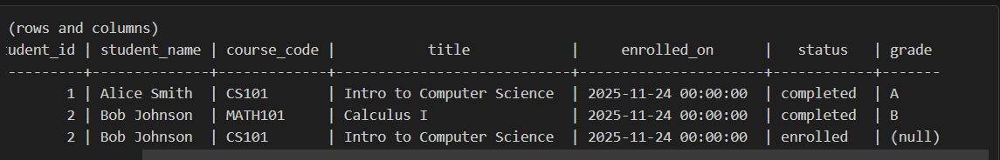 (rows and columns)
udent_id | student_name | course_code |          title           |     enrolled_on     |  status   | grade
---------+--------------+-------------+--------------------------+---------------------+-----------+-------
       1 | Alice Smith  | CS101       | Intro to Computer Science | 2025-11-24 00:00:00 | completed | A
       2 | Bob Johnson  | MATH101     | Calculus I                | 2025-11-24 00:00:00 | completed | B
       2 | Bob Johnson  | CS101       | Intro to Computer Science | 2025-11-24 00:00:00 | enrolled  | (null)